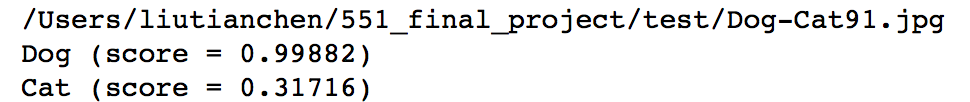 /Users/liutianchen/551_final_project/test/Dog-Cat91.jpg
Dog (score = 0.99882)
Cat (score = 0.31716)